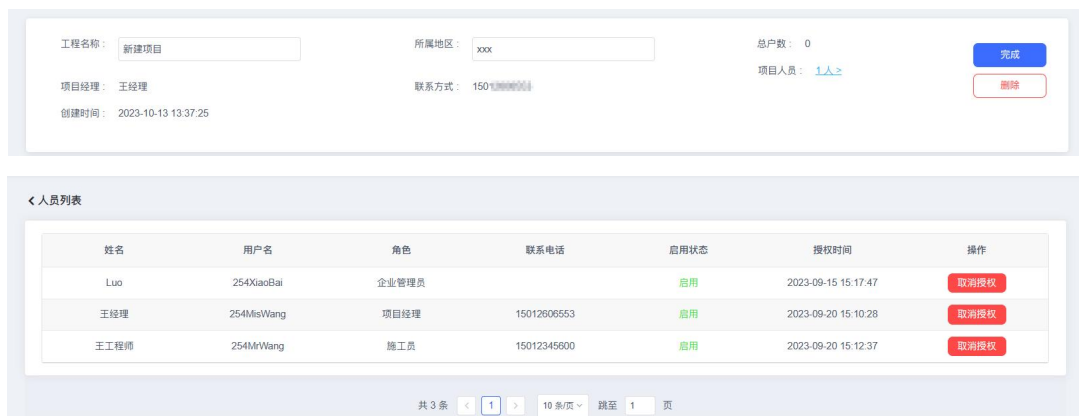 工程名称： 新建项目 所属地区： xxx 总户数： 0 完成
项目人员： 1人 >
项目经理： 王经理 联系方式： 150 删除
创建时间： 2023-10-13 13:37:25
人员列表
姓名 用户名 角色 联系电话 启用状态 授权时间 操作
Luo 254XiaoBai 企业管理员 启用 2023-09-15 15:17:47 取消授权
王经理 254MisWang 项目经理 15012606553 启用 2023-09-20 15:10:28 取消授权
王工程师 254MrWang 施工员 15012345600 启用 2023-09-20 15:12:37 取消授权
共 3 条 < 1 > 10 条/页 跳至 1 页